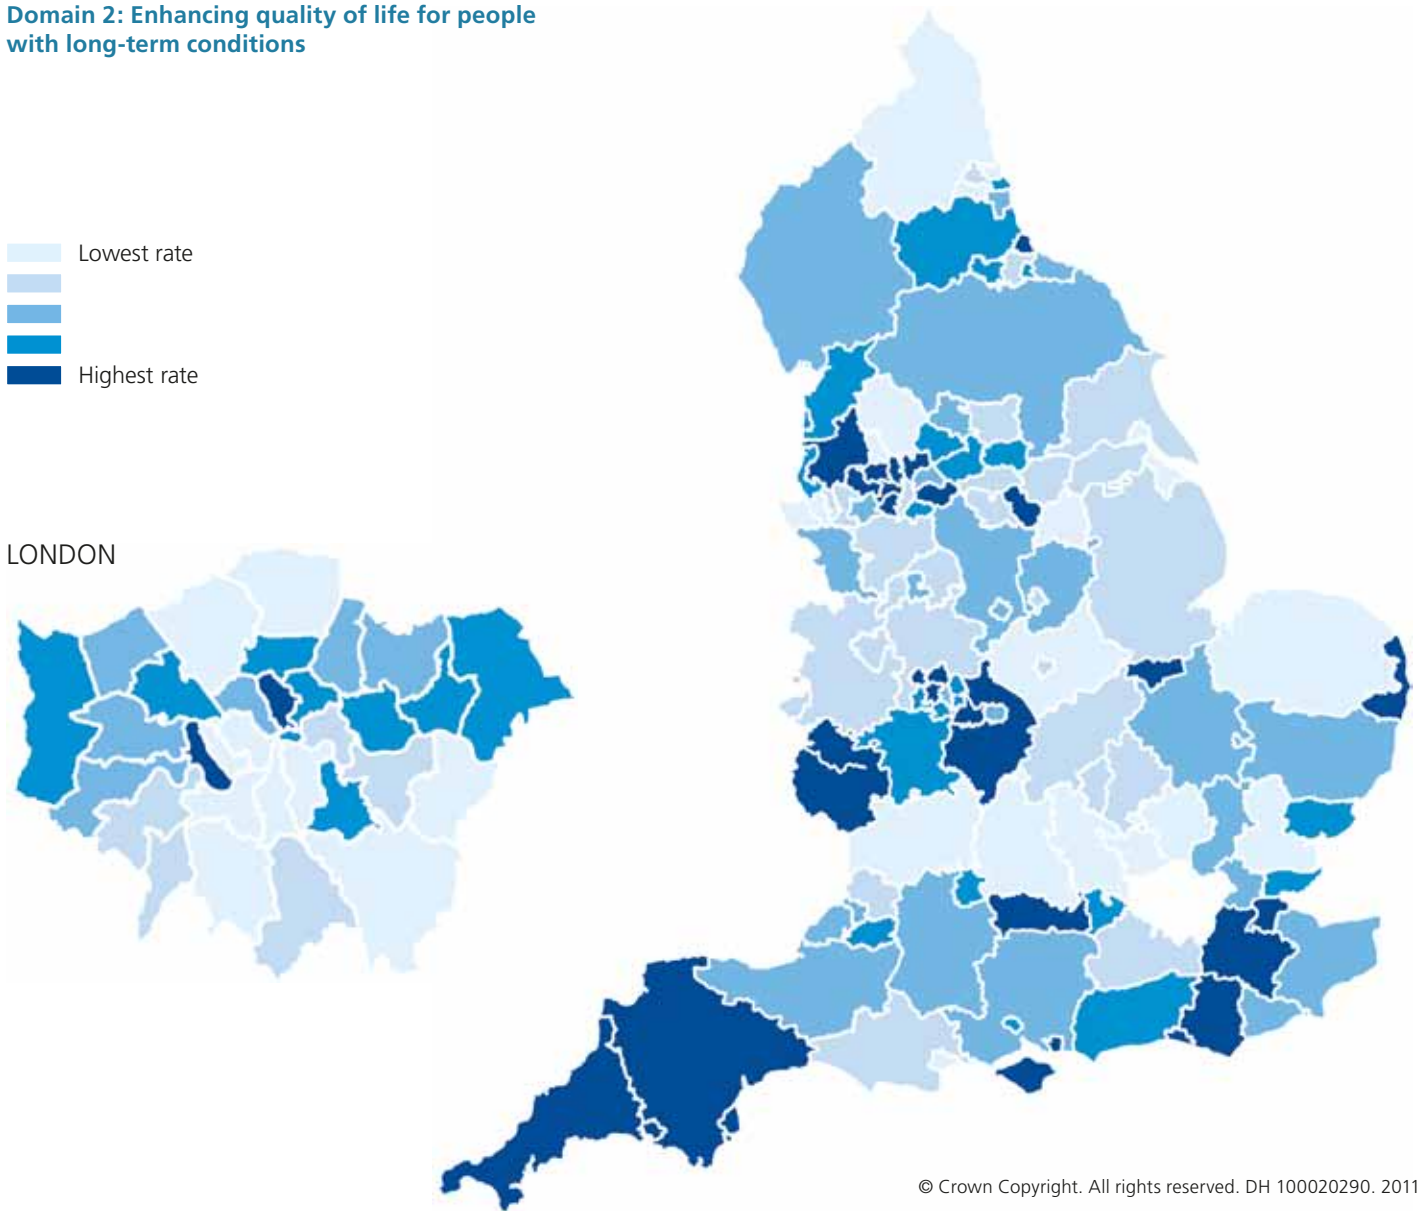 Domain 2: Enhancing quality of life for people
with long-term conditions
Lowest rate
Highest rate
LONDON
© Crown Copyright. All rights reserved. DH 100020290. 2011